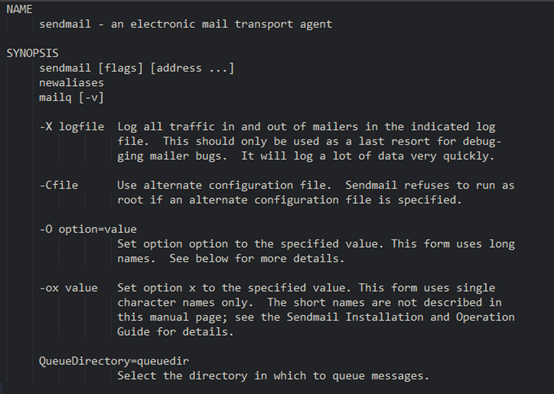 NAME
sendmail - an electronic mail transport agent
SYNOPSIS
sendmail [flags] [address ...]
newaliases
mailq [-v]
-X logfile Log all traffic in and out of mailers in the indicated log
file. This should only be used as a last resort for debug-
ging mailer bugs. It will log a lot of data very quickly.
-Cfile Use alternate configuration file. Sendmail refuses to run as
root if an alternate configuration file is specified.
-O option=value
Set option option to the specified value. This form uses long
names. See below for more details.
-ox value Set option x to the specified value. This form uses single
character names only. The short names are not described in
this manual page; see the Sendmail Installation and Operation
Guide for details.
QueueDirectory=queuedir
Select the directory in which to queue messages.